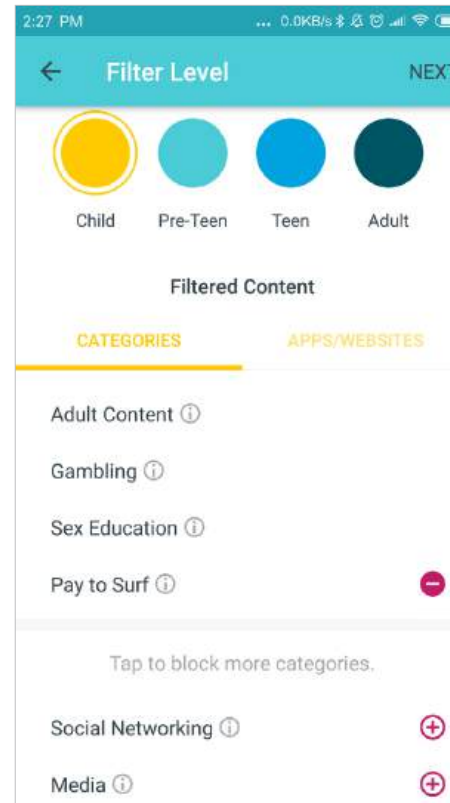 2:27 PM ... 0.0KB/s
Filter Level NEXT
Child Pre-Teen Teen Adult
Filtered Content
CATEGORIES APPS/WEBSITES
Adult Content
Gambling
Sex Education
Pay to Surf
Tap to block more categories.
Social Networking
Media